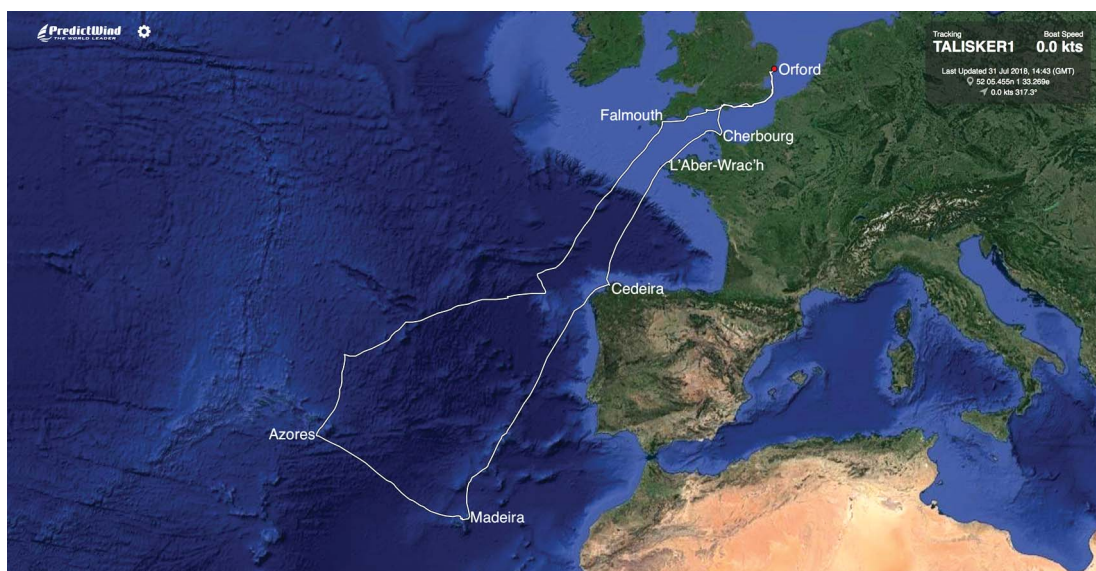 PredictWind
THE WORLD LEADER
Tracking
Boat Speed
TALISKER1
0.0 kts
Last Updated 31 Jul 2018, 14:43 (GMT)
52 05.455n 1 33.269e
0.0 kts 317.3°
Orford
Falmouth
Cherbourg
L'Aber-Wrac'h
Cedeira
Azores
Madeira